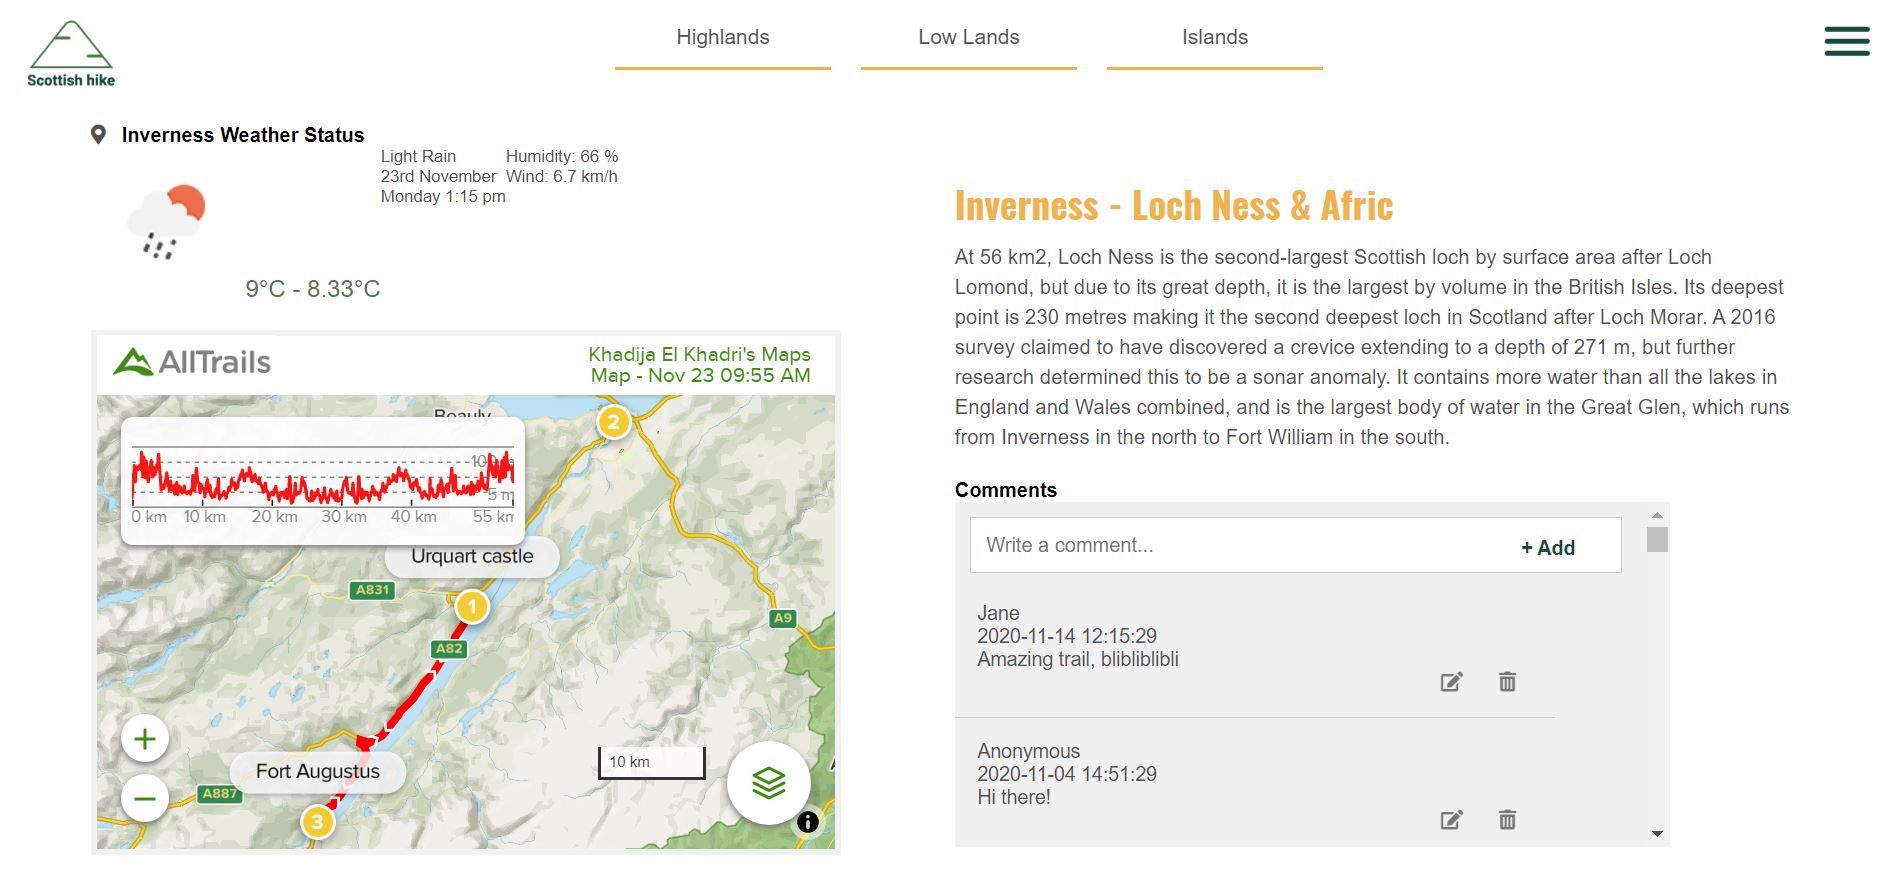 Scottish hike
Highlands
Low Lands
Islands
Inverness Weather Status
Light Rain
Humidity: 66 %
23rd November
Wind: 6.7 km/h
Monday 1:15 pm
9°C - 8.33°C
AllTrails
Khadija El Khadri's Maps
Map - Nov 23 09:55 AM
Beauly
2
5 m
0 km
10 km
20 km
30 km
40 km
55 km
Urquart castle
A831
1
A9
A82
10 km
Fort Augustus
A887
3
Inverness - Loch Ness & Afric
At 56 km2, Loch Ness is the second-largest Scottish loch by surface area after Loch
Lomond, but due to its great depth, it is the largest by volume in the British Isles. Its deepest
point is 230 metres making it the second deepest loch in Scotland after Loch Morar. A 2016
survey claimed to have discovered a crevice extending to a depth of 271 m, but further
research determined this to be a sonar anomaly. It contains more water than all the lakes in
England and Wales combined, and is the largest body of water in the Great Glen, which runs
from Inverness in the north to Fort William in the south.
Comments
Write a comment...
+ Add
Jane
2020-11-14 12:15:29
Amazing trail, blibliblibli
Anonymous
2020-11-04 14:51:29
Hi there!